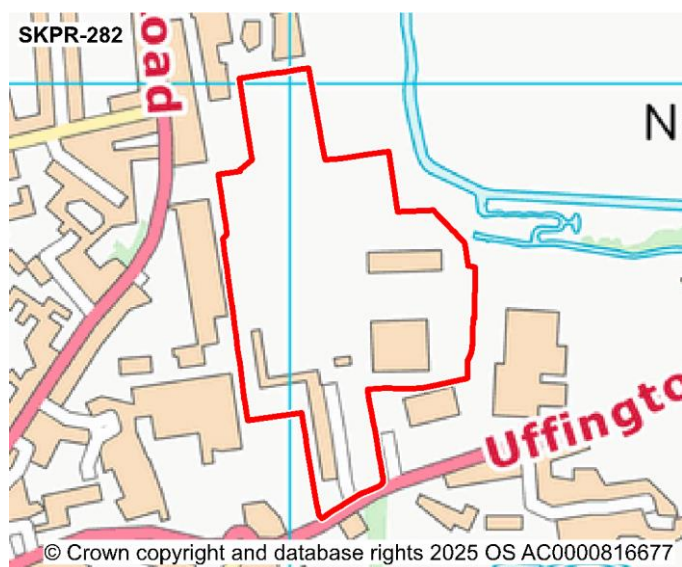 SKPR-282
oad
N
Uffingto
© Crown copyright and database rights 2025 OS AC0000816677